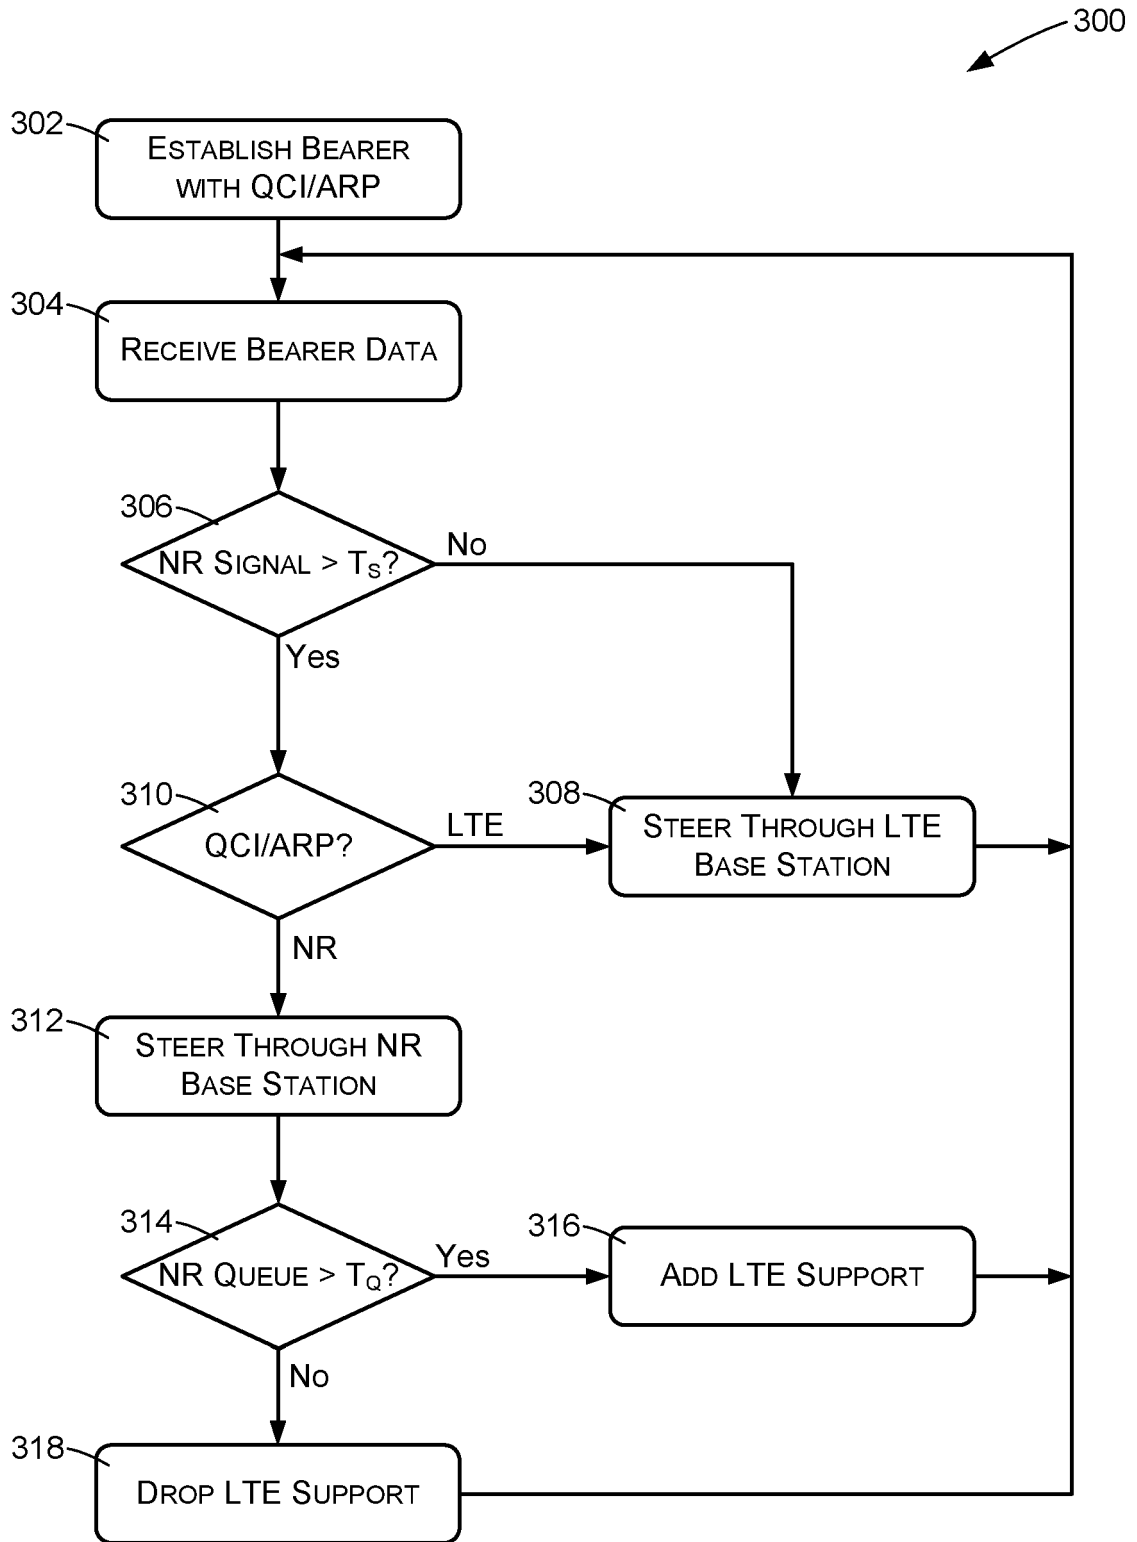 300
302
ESTABLISH BEARER
WITH QCI/ARP
304
RECEIVE BEARER DATA
306
NR SIGNAL > TS?
No
Yes
310
QCI/ARP?
LTE
308
STEER THROUGH LTE
BASE STATION
NR
312
STEER THROUGH NR
BASE STATION
314
NR QUEUE > TQ?
Yes
316
ADD LTE SUPPORT
No
318
DROP LTE SUPPORT